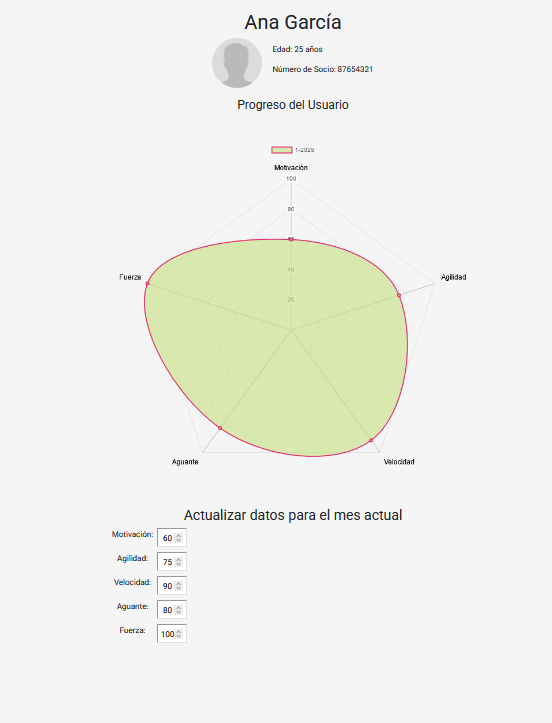 Ana García
Edad: 25 años
Número de Socio: 87654321
Progreso del Usuario
1-2025
Motivación
100
80
60
40
20
Fuerza
Agilidad
Aguante
Velocidad
Actualizar datos para el mes actual
Motivación: 60
Agilidad: 75
Velocidad: 90
Aguante: 80
Fuerza: 100